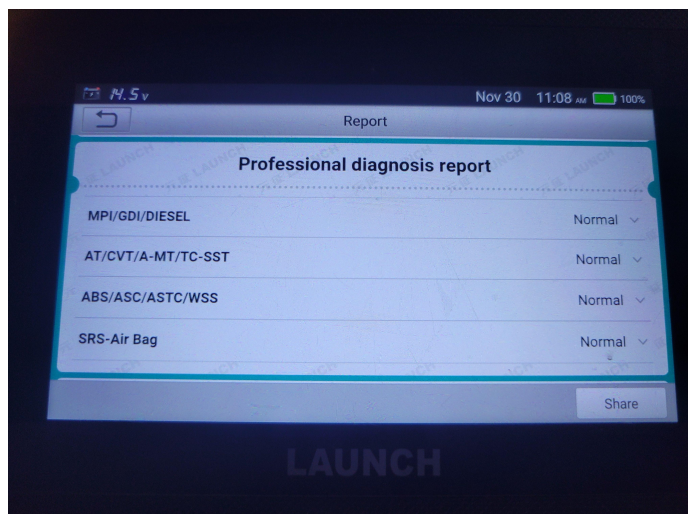 14.5 v Nov 30 11:08 AM 100%
Report
Professional diagnosis report
MPI/GDI/DIESEL Normal
AT/CVT/A-MT/TC-SST Normal
ABS/ASC/ASTC/WSS Normal
SRS-Air Bag Normal
Share
LAUNCH